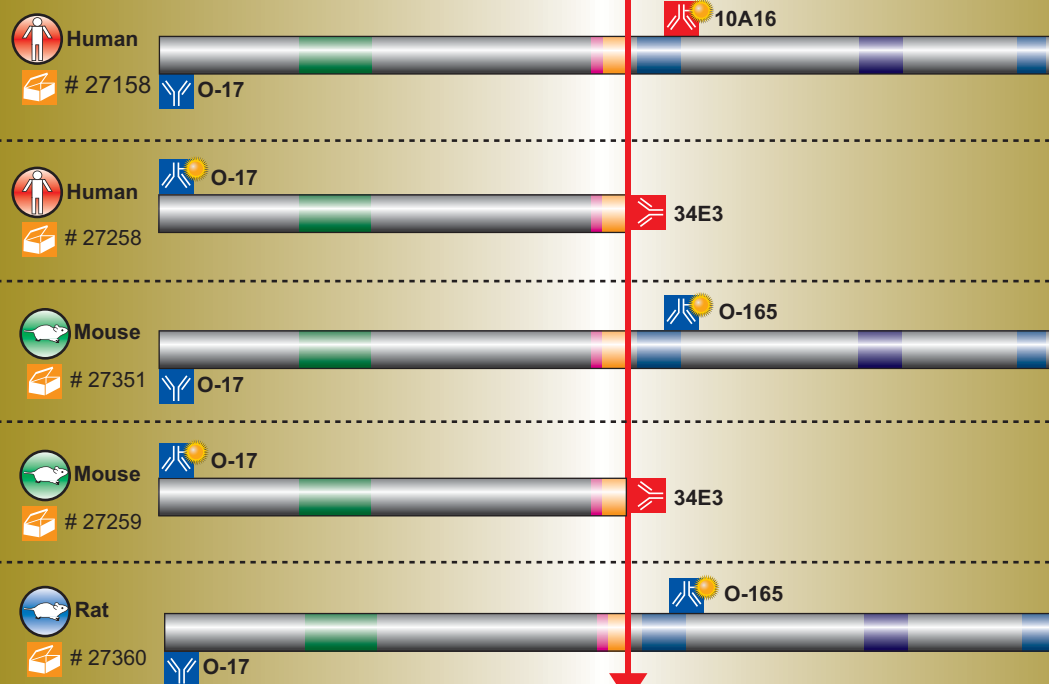 10A16
Human
# 27158
O-17
O-17
Human
# 27258
34E3
O-165
Mouse
# 27351
O-17
O-17
Mouse
# 27259
34E3
O-165
Rat
# 27360
O-17